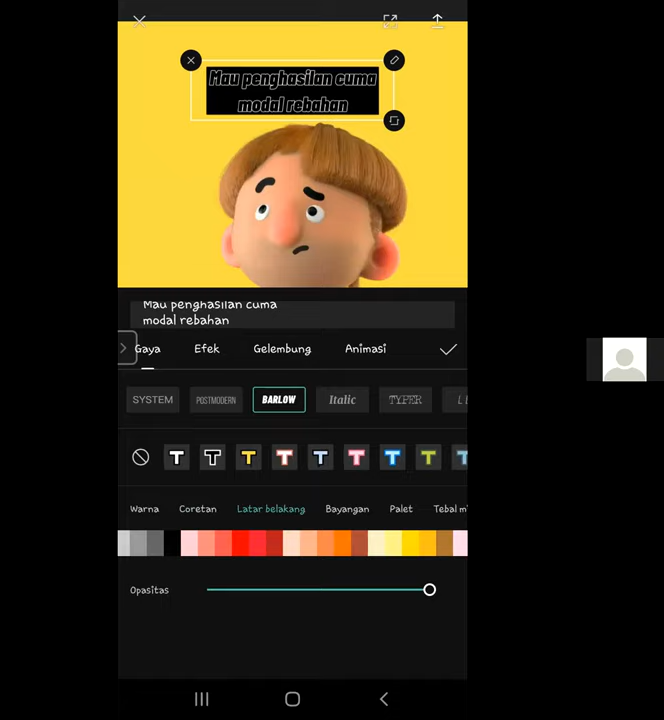 Mau penghasilan cuma
modal rebahan
Mau penghasilan cuma
modal rebahan
Gaya Efek Gelembung Animasi
SYSTEM POSTMODERN BARLOW Italic TYPER
T T T T T T T T T
Warna Coretan Latar belakang Bayangan Palet Tebal
Opasitas